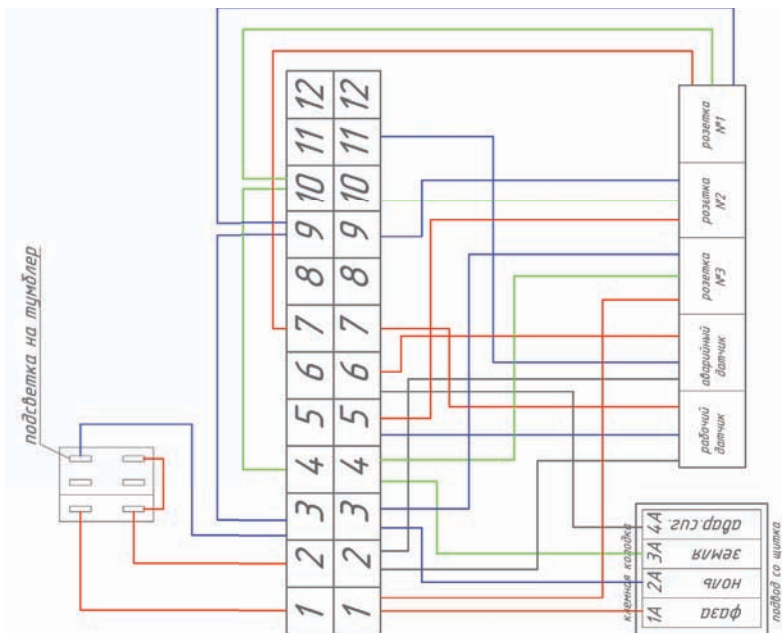 12 12
11 11
10 10
9 9
8 8
7 7
6 6
5 5
4 4
3 3
2 2
1 1
подсветка на тумблер
розетка
№1
розетка
№2
розетка
№3
аварийный
датчик
рабочий
датчик
клемная колодка
4А авар.сиг.
3А земля
2А ноль
1А фаза
подвод со щитка